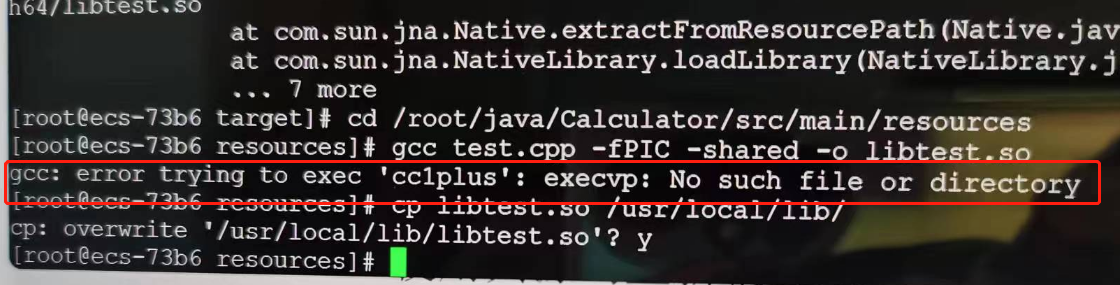 h64/libtest.so
at com.sun.jna.Native.extractFromResourcePath(Native.jav
at com.sun.jna.NativeLibrary.loadLibrary(NativeLibrary.j
... 7 more
[root@ecs-73b6 target]# cd /root/java/Calculator/src/main/resources
[root@ecs-73b6 resources]# gcc test.cpp -fPIC -shared -o libtest.so
gcc: error trying to exec 'cc1plus': execvp: No such file or directory
[root@ecs-73b6 resources]# cp libtest.so /usr/local/lib/
cp: overwrite '/usr/local/lib/libtest.so'? y
[root@ecs-73b6 resources]#